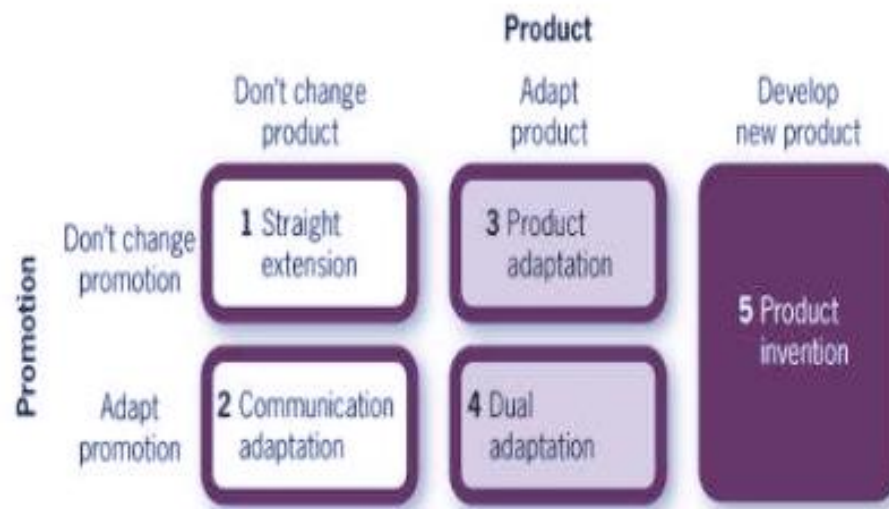 Product
Don't change
product
Adapt
product
Develop
new product
Promotion
Don't change
promotion
1 Straight
extension
3 Product
adaptation
5 Product
invention
Adapt
promotion
2 Communication
adaptation
4 Dual
adaptation